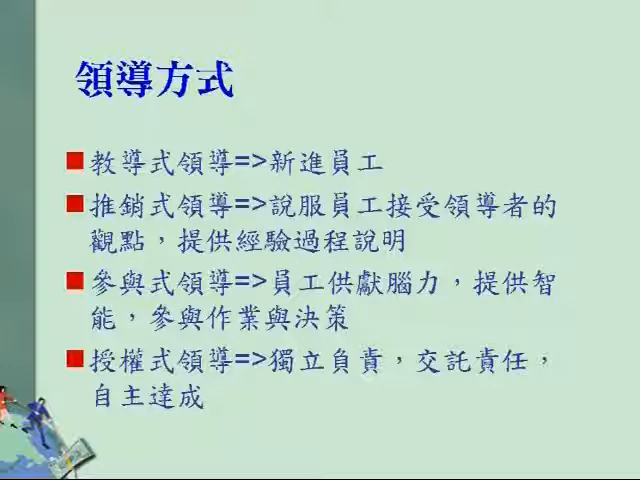 領導方式
教導式領導=>新進員工
推銷式領導=>說服員工接受領導者的
觀點，提供經驗過程說明
參與式領導=>員工供獻腦力，提供智
能，參與作業與決策
授權式領導=>獨立負責，交託責任，
自主達成